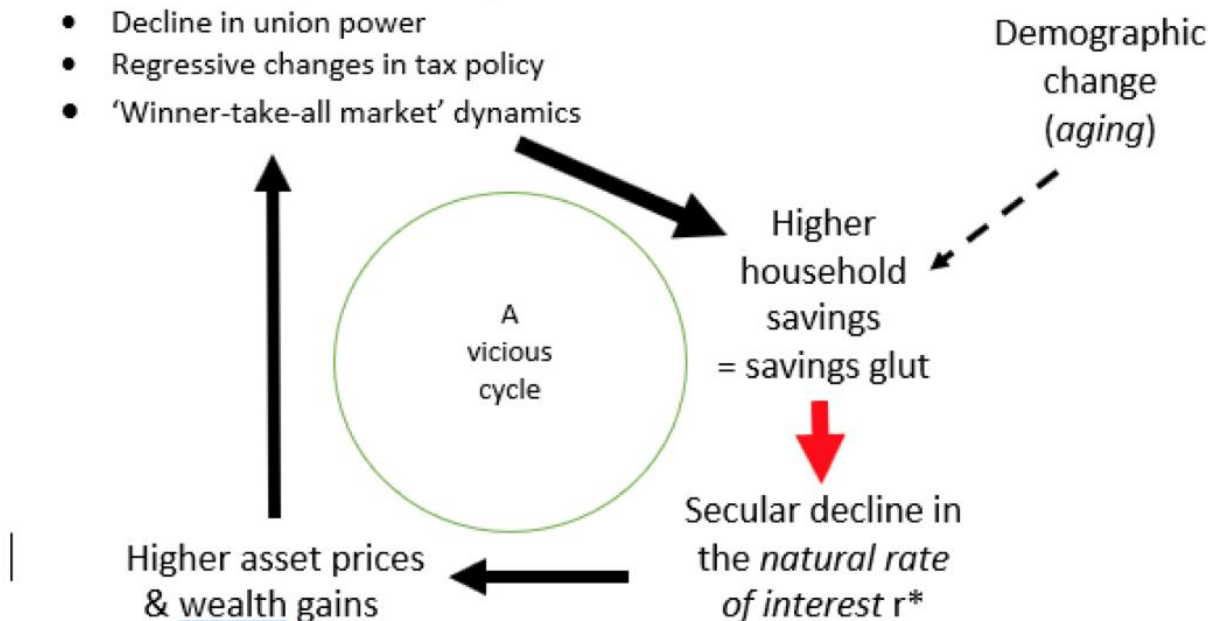 • Decline in union power
• Regressive changes in tax policy
• ‘Winner-take-all market’ dynamics
Demographic
change
(aging)
Higher
household
savings
= savings glut
A
vicious
cycle
Secular decline in
the natural rate
of interest r*
Higher asset prices
& wealth gains